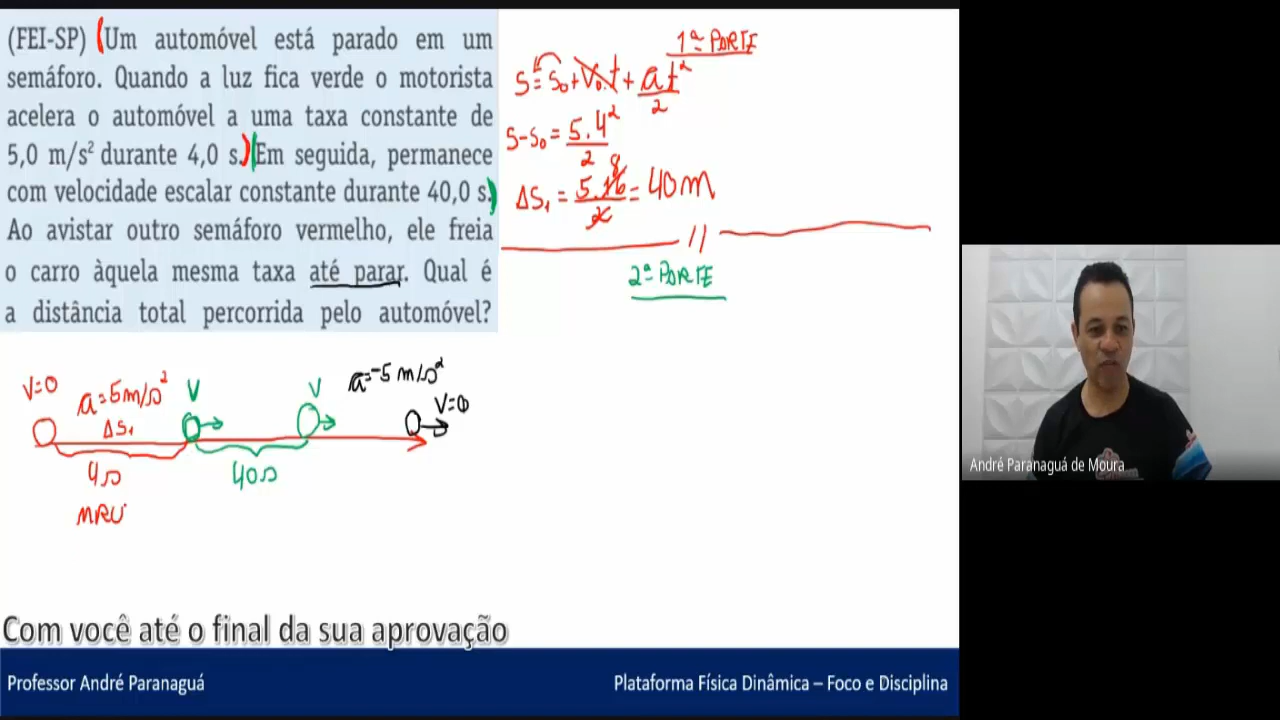 (FEI-SP) (Um automóvel está parado em um
semáforo. Quando a luz fica verde o motorista
acelera o automóvel a uma taxa constante de
5,0 m/s² durante 4,0 s.) (Em seguida, permanece
com velocidade escalar constante durante 40,0 s.)
Ao avistar outro semáforo vermelho, ele freia
o carro àquela mesma taxa até parar. Qual é
a distância total percorrida pelo automóvel?
1ª PARTE
S = S₀ + V₀.t + at²/2
S-S₀ = 5.4²/2
ΔS₁ = 5.16/2 = 40m
8
2ª PARTE
V=0
a=5m/s²
ΔS₁
V
V
a=-5m/s²
V=0
4s
40s
MRU
André Paranaguá de Moura
Com você até o final da sua aprovação
Professor André Paranaguá
Plataforma Física Dinâmica – Foco e Disciplina